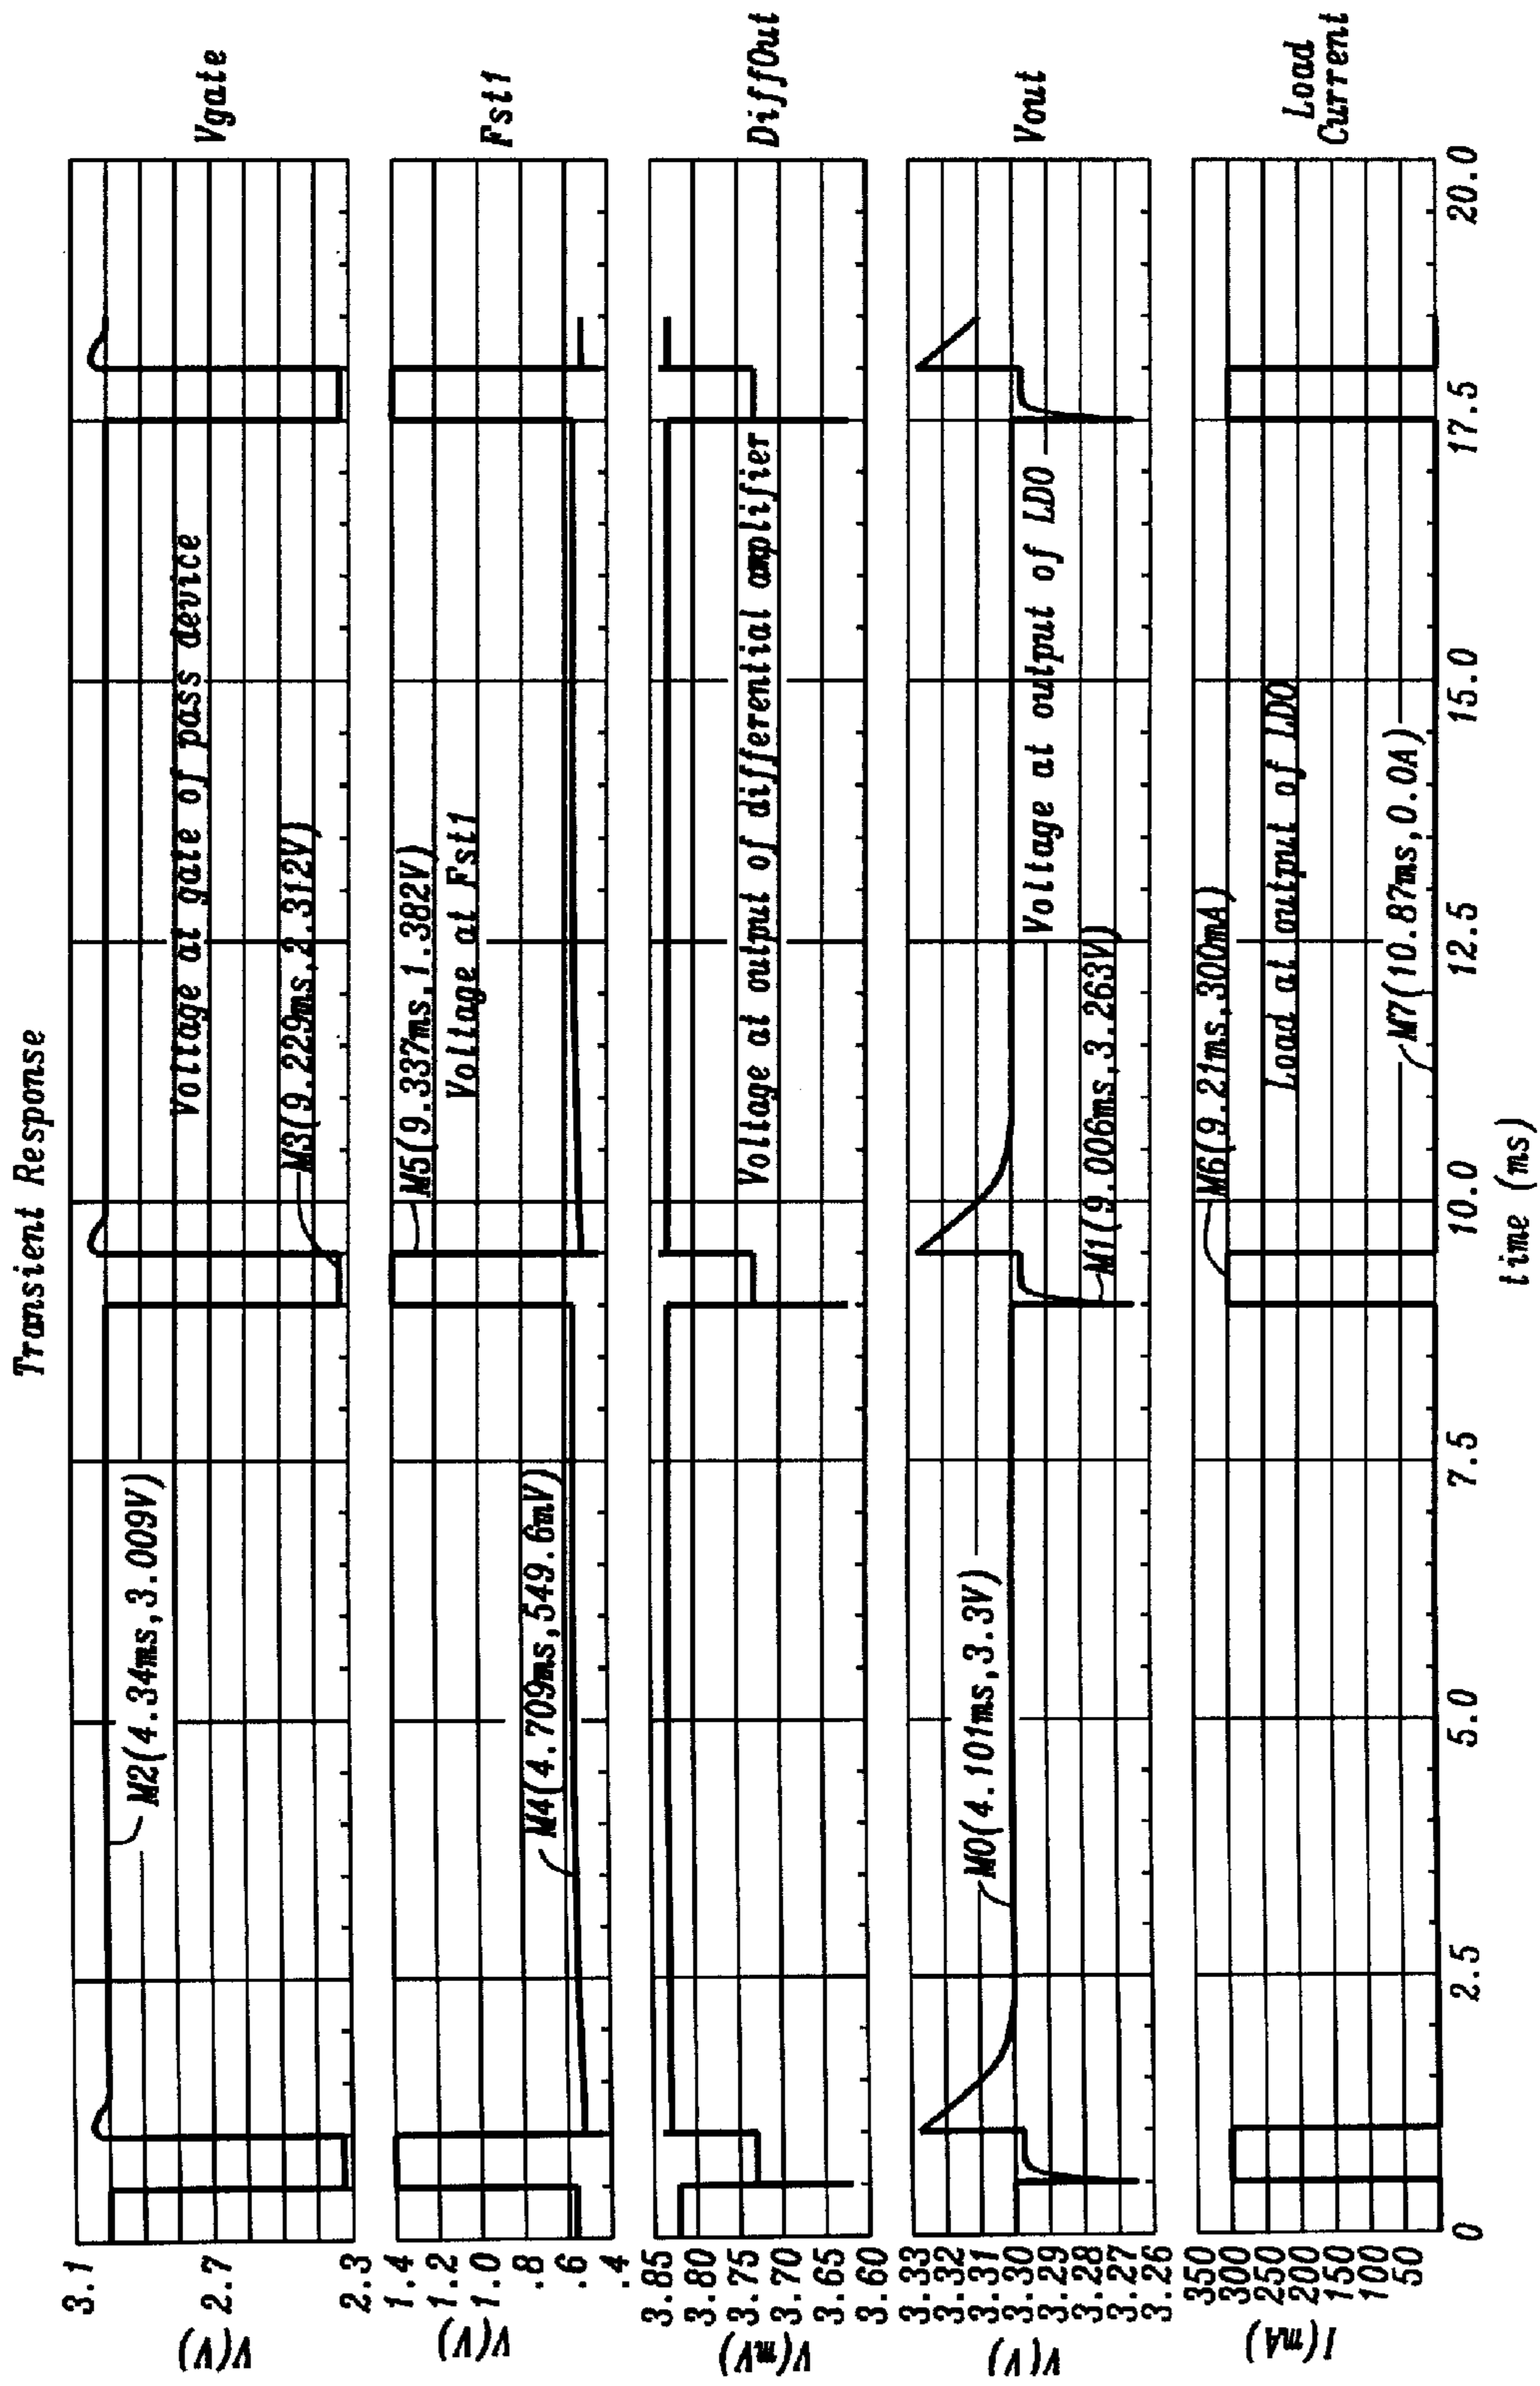 Transient Response
3.1
2.7
2.3
V(V)
M2(4.34ms,3.009V)
Voltage at gate of pass device
M3(9.229ms,2.312V)
Vgate
1.4
1.2
1.0
.8
.6
.4
V(V)
M5(9.337ms,1.382V)
Voltage at Fst1
M4(4.709ms,549.6mV)
Fst1
3.85
3.80
3.75
3.70
3.65
3.60
V(mV)
Voltage at output of differential amplifier
DiffOut
3.33
3.32
3.31
3.30
3.29
3.28
3.27
3.26
V(V)
M0(4.101ms,3.3V)
Voltage at output of LDO
M1(9.006ms,3.263V)
Vout
350
300
250
200
150
100
50
I(mA)
M6(9.21ms,300mA)
Load at output of LDO
M7(10.87ms,0.0A)
Load
Current
0
2.5
5.0
7.5
10.0
12.5
15.0
17.5
20.0
time (ms)